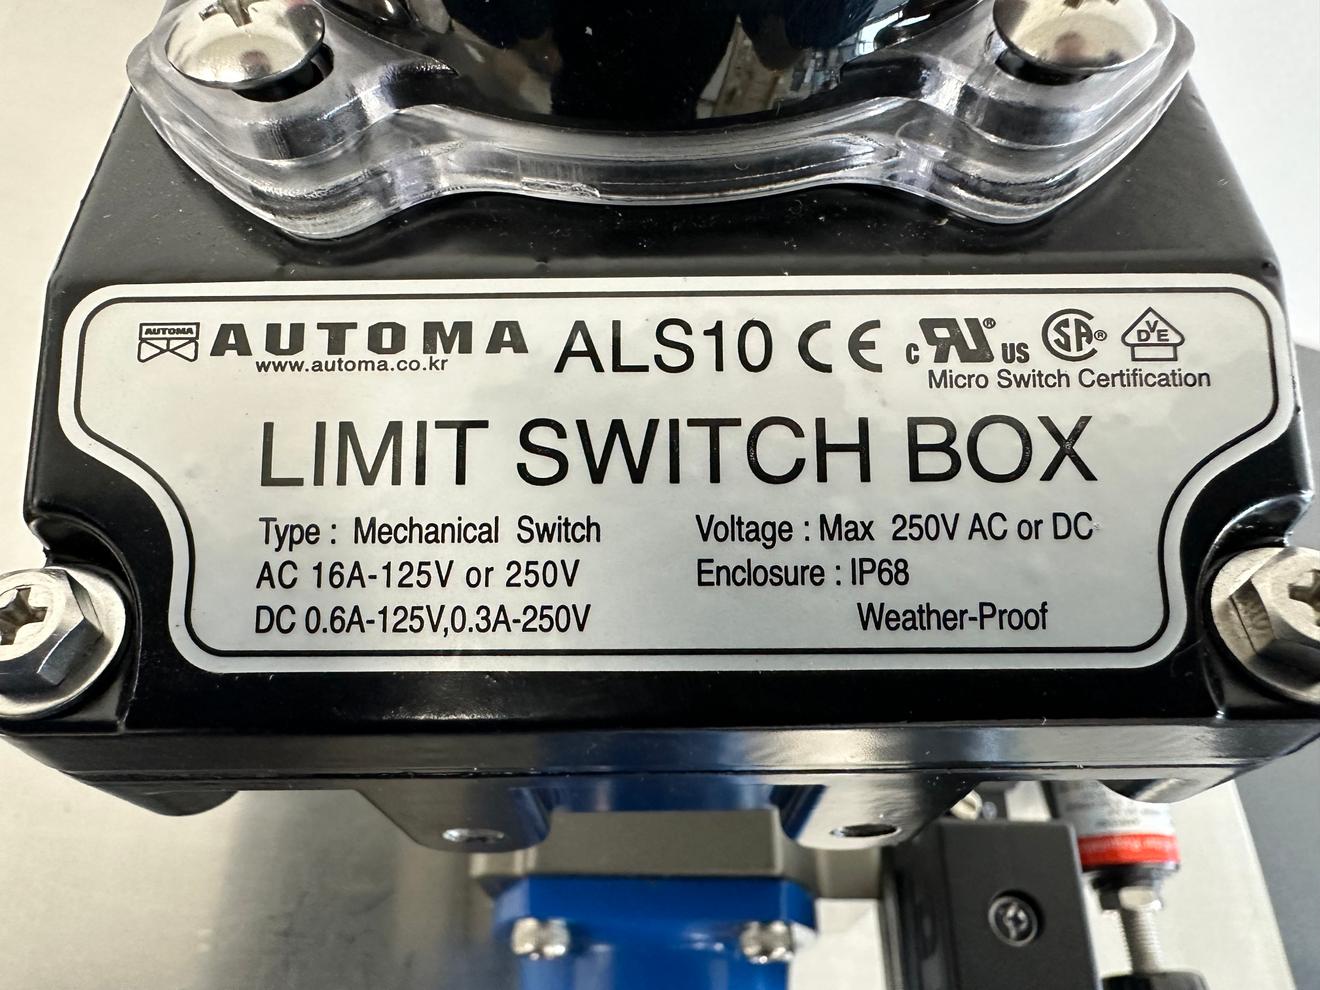 AUTOMA AUTOMA ALS10 CE c RU® US SA® VDE
www.automa.co.kr
Micro Switch Certification
LIMIT SWITCH BOX
Type : Mechanical Switch
AC 16A-125V or 250V
DC 0.6A-125V,0.3A-250V
Voltage : Max 250V AC or DC
Enclosure : IP68
Weather-Proof